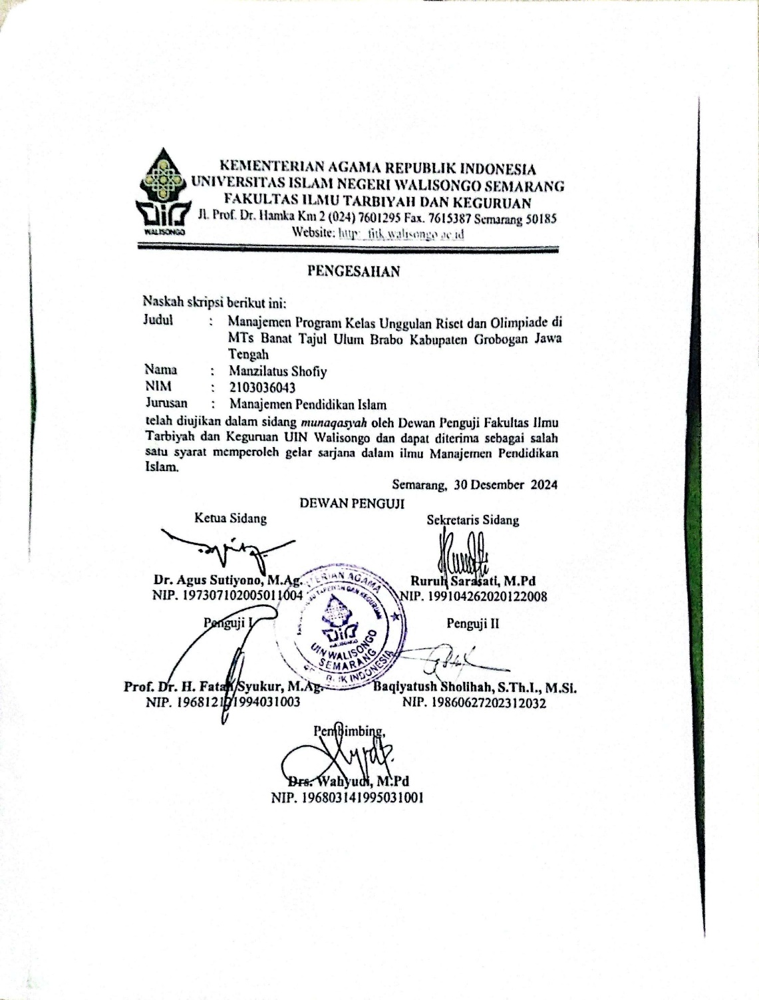 KEMENTERIAN AGAMA REPUBLIK INDONESIA
UNIVERSITAS ISLAM NEGERI WALISONGO SEMARANG
FAKULTAS ILMU TARBIYAH DAN KEGURUAN
Jl. Prof. Dr. Hamka Km 2 (024) 7601295 Fax. 7615387 Semarang 50185
Website: http: fitk.walisongo.ac.id
WALISONGO
PENGESAHAN
Naskah skripsi berikut ini:
Judul : Manajemen Program Kelas Unggulan Riset dan Olimpiade di
MTs Banat Tajul Ulum Brabo Kabupaten Grobogan Jawa
Tengah
Nama : Manzilatus Shofiy
NIM : 2103036043
Jurusan : Manajemen Pendidikan Islam
telah diujikan dalam sidang munaqasyah oleh Dewan Penguji Fakultas Ilmu
Tarbiyah dan Keguruan UIN Walisongo dan dapat diterima sebagai salah
satu syarat memperoleh gelar sarjana dalam ilmu Manajemen Pendidikan
Islam.
Semarang, 30 Desember 2024
DEWAN PENGUJI
Ketua Sidang Sekretaris Sidang
Dr. Agus Sutiyono, M.Ag. Ruruh Sarasati, M.Pd
NIP. 197307102005011004 NIP. 199104262020122008
AGAMA
DAN KEGURUAN
WALISONGO
UIN WALISONGO
SEMARANG
INDONESIA
Penguji I Penguji II
Prof. Dr. H. Fatah Syukur, M.Ag. Baqiyatush Sholihah, S.Th.I., M.Si.
NIP. 196812121994031003 NIP. 19860627202312032
Pembimbing,
Drs. Wahyudi, M.Pd
NIP. 196803141995031001